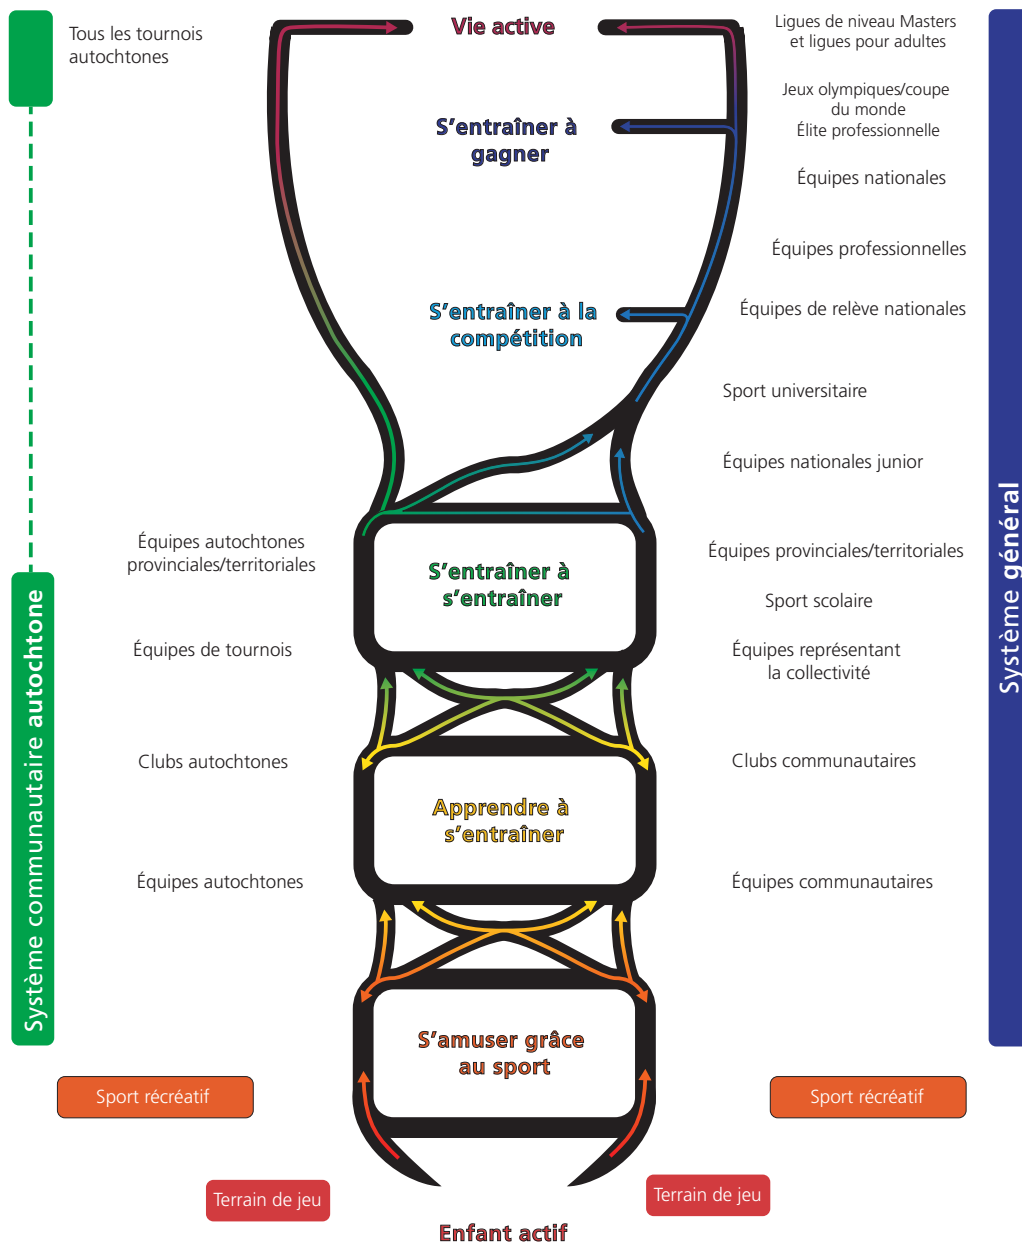 Tous les tournois
autochtones
Vie active
Ligues de niveau Masters
et ligues pour adultes
Jeux olympiques/coupe
du monde
Élite professionnelle
S'entraîner à
gagner
Équipes nationales
Équipes professionnelles
S'entraîner à la
compétition
Équipes de relève nationales
Sport universitaire
Équipes nationales junior
Équipes autochtones
provinciales/territoriales
S'entraîner à
s'entraîner
Équipes provinciales/territoriales
Sport scolaire
Équipes de tournois
Équipes représentant
la collectivité
Clubs autochtones
Clubs communautaires
Apprendre à
s'entraîner
Équipes autochtones
Équipes communautaires
S'amuser grâce
au sport
Système communautaire autochtone
Système général
Sport récréatif
Sport récréatif
Terrain de jeu
Terrain de jeu
Enfant actif